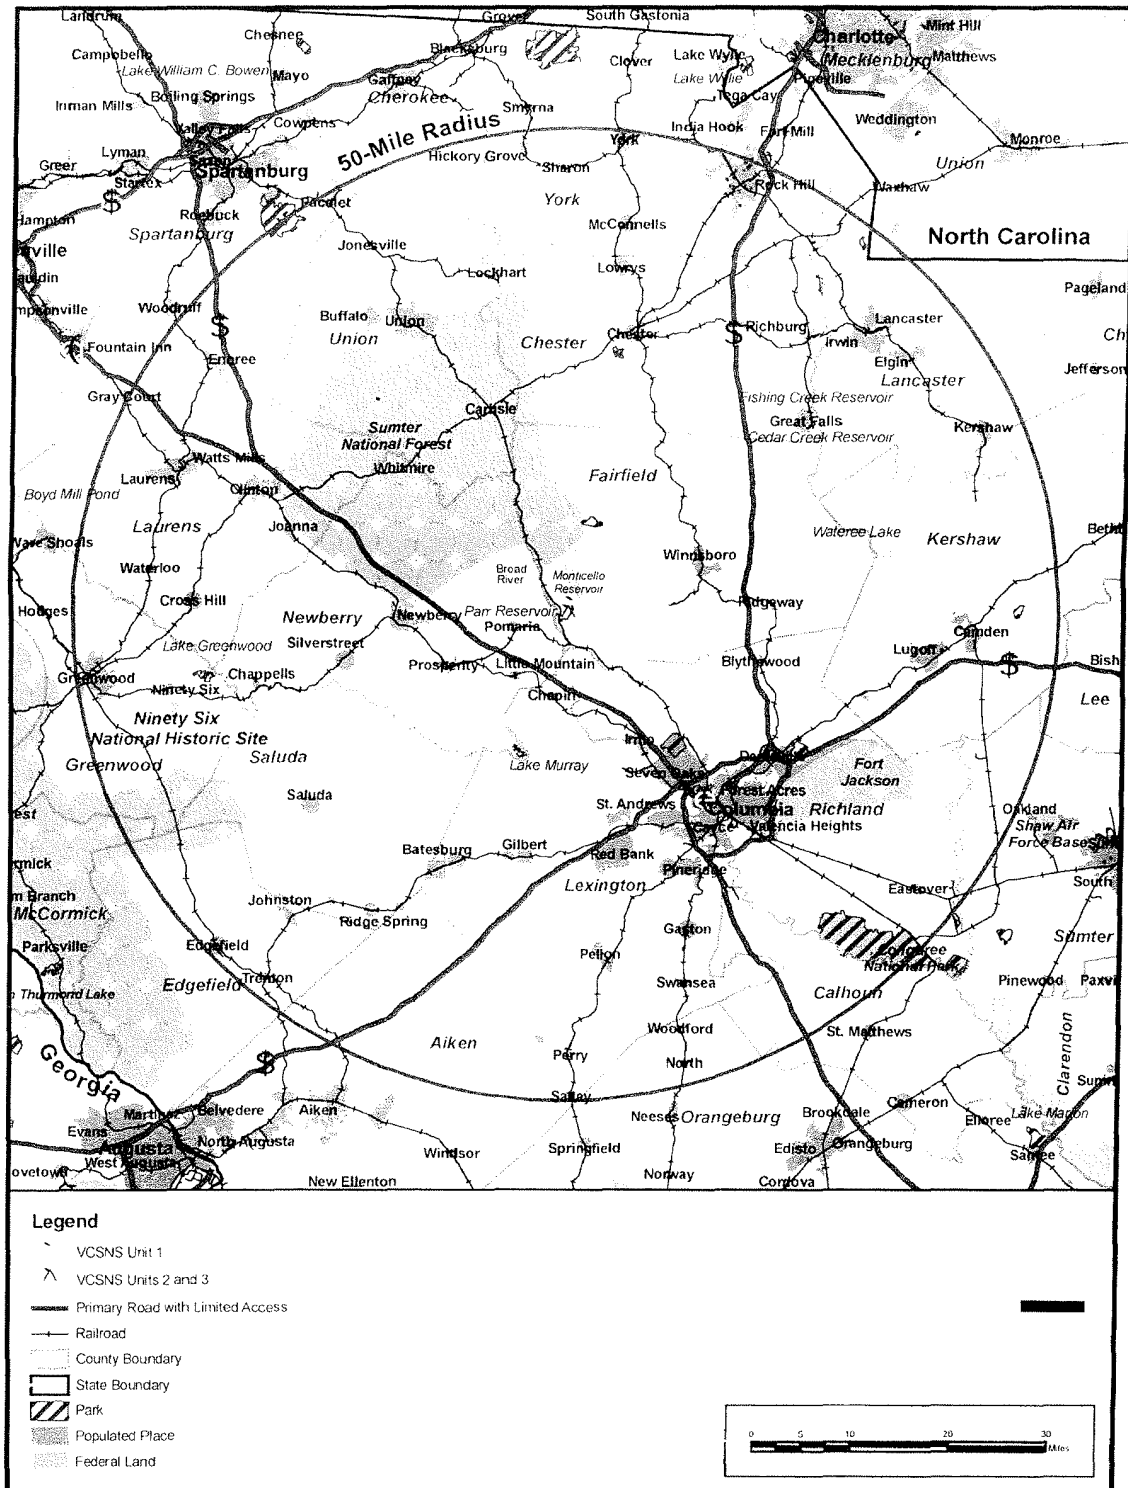 Landrum
Grover
South Gastonia
Chesnee
Mint Hill
Charlotte
Campobello
Blacksburg
Clover
Lake Wylie
Matthews
Mecklenburg
Lake William C. Bowen
Mayo
Gaffney
Lake Wylie
Pineville
Cherokee
Tega Cay
Inman Mills
Boiling Springs
Smyrna
Valley Falls
Cowpens
India Hook
Fort Mill
Weddington
50-Mile Radius
York
Monroe
Lyman
Hickory Grove
Union
Greer
Saxon
Sharon
Spartanburg
Startex
Rock Hill
Waxhaw
Pacolet
York
Hampton
Roebuck
McConnells
Spartanburg
North Carolina
Jonesville
Lockhart
Lowrys
Pageland
Woodruff
Buffalo
Union
Union
Chester
Chester
Richburg
Lancaster
Irwin
Fountain Inn
Enoree
Elgin
Jefferson
Lancaster
Gray Court
Carlisle
Fishing Creek Reservoir
Great Falls
Cedar Creek Reservoir
Kershaw
Sumter
National Forest
Watts Mills
Whitmire
Laurens
Clinton
Fairfield
Boyd Mill Pond
Laurens
Joanna
Wateree Lake
Kershaw
Ware Shoals
Winnsboro
Waterloo
Broad
River
Monticello
Reservoir
Cross Hill
Ridgeway
Hodges
Newberry
Newberry
Parr Reservoir
Pomaria
Camden
Lake Greenwood
Silverstreet
Lugoff
Prosperity
Little Mountain
Blythewood
Bish
Greenwood
Chappells
Ninety Six
Chapin
Lee
Ninety Six
National Historic Site
Irmo
Greenwood
Saluda
Lake Murray
Seven Oaks
Fort
Jackson
Forest Acres
Saluda
St. Andrews
Columbia
Richland
Oakland
Cayce
Valencia Heights
Shaw Air
Force Base
Batesburg
Gilbert
Red Bank
Pineridge
Lexington
Eastover
South
McCormick
Johnston
Ridge Spring
Gaston
Parksville
Edgefield
Pelion
Congaree
National Park
Sumter
Trenton
Edgefield
Swansea
Calhoun
Pinewood
Thurmond Lake
Woodford
St. Matthews
Aiken
Georgia
Perry
North
Clarendon
Salley
Cameron
Martinez
Belvedere
Aiken
Neeses
Orangeburg
Brookdale
Elloree
Lake Marion
Evans
Augusta
North Augusta
Windsor
Springfield
Edisto
Orangeburg
Santee
West Augusta
New Ellenton
Norway
Cordova
Legend
VCSNS Unit 1
VCSNS Units 2 and 3
Primary Road with Limited Access
Railroad
County Boundary
State Boundary
Park
Populated Place
Federal Land
0 5 10 20 30
Miles